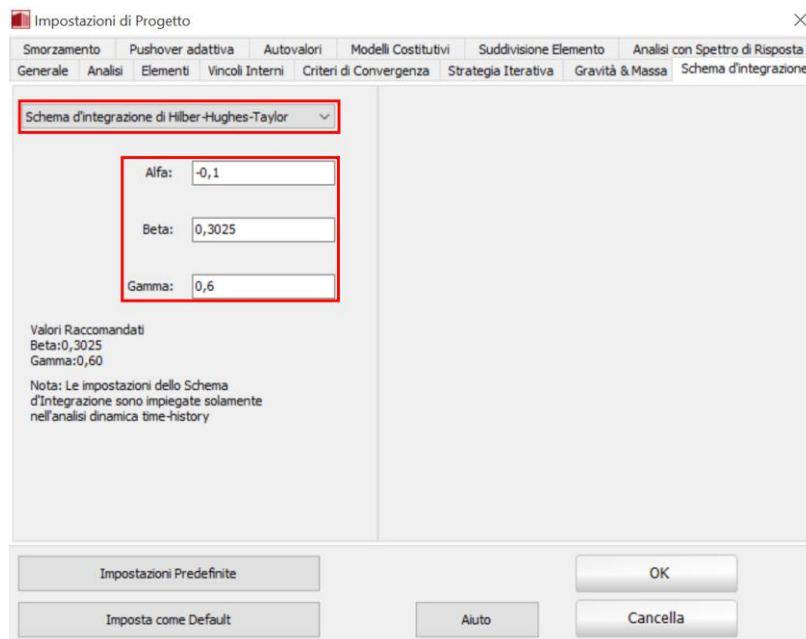 Impostazioni di Progetto
Smorzamento Pushover adattiva Autovalori Modelli Costitutivi Suddivisione Elemento Analisi con Spettro di Risposta
Generale Analisi Elementi Vincoli Interni Criteri di Convergenza Strategia Iterativa Gravità & Massa Schema d'integrazione
Schema d'integrazione di Hilber-Hughes-Taylor
Alfa: -0,1
Beta: 0,3025
Gamma: 0,6
Valori Raccomandati
Beta:0,3025
Gamma:0,60
Nota: Le impostazioni dello Schema
d'Integrazione sono impiegate solamente
nell'analisi dinamica time-history
Impostazioni Predefinite OK
Imposta come Default Aiuto Cancella